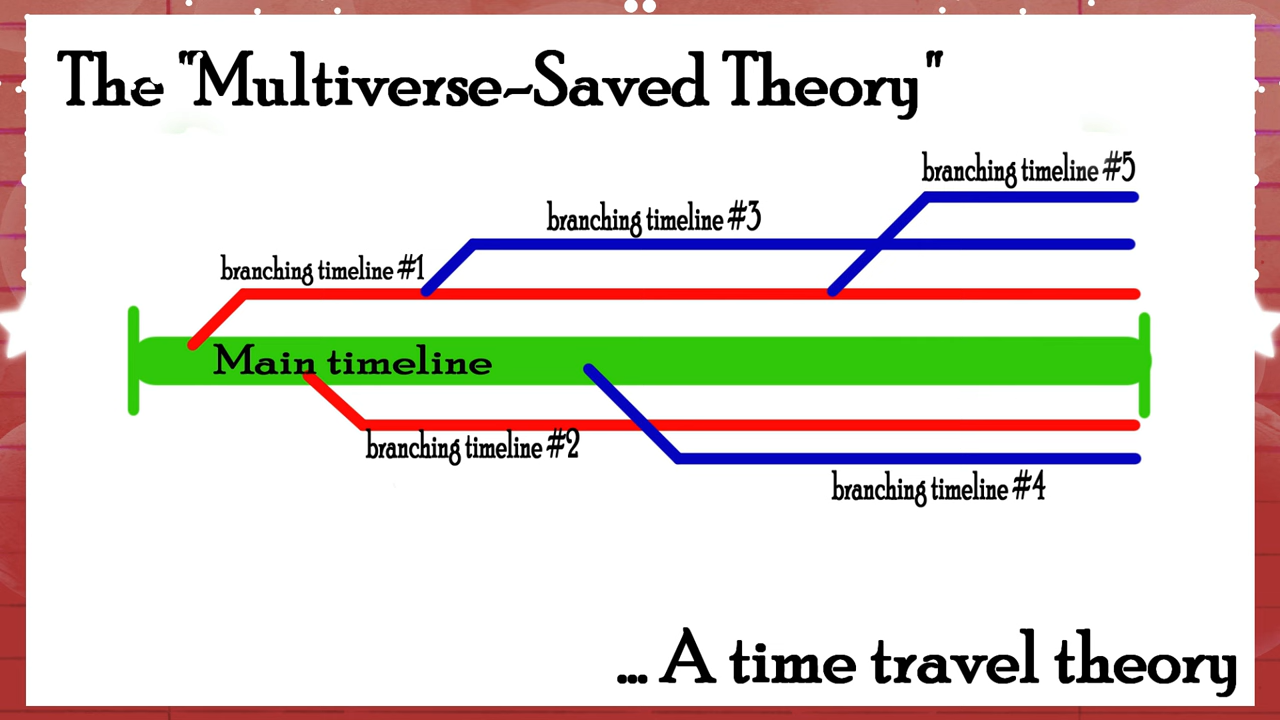 The "Multiverse-Saved Theory"
branching timeline #5
branching timeline #3
branching timeline #1
Main timeline
branching timeline #2
branching timeline #4
... A time travel theory